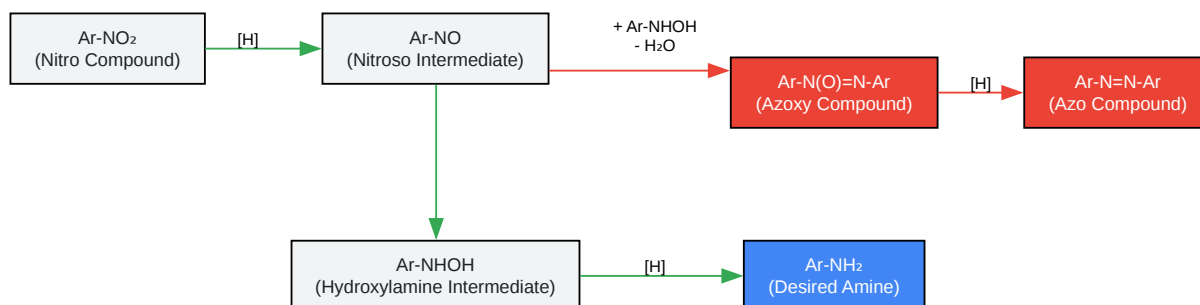 Ar-NO₂
(Nitro Compound)
[H]
Ar-NO
(Nitroso Intermediate)
+ Ar-NHOH
- H₂O
Ar-N(O)=N-Ar
(Azoxy Compound)
[H]
Ar-N=N-Ar
(Azo Compound)
Ar-NHOH
(Hydroxylamine Intermediate)
[H]
Ar-NH₂
(Desired Amine)